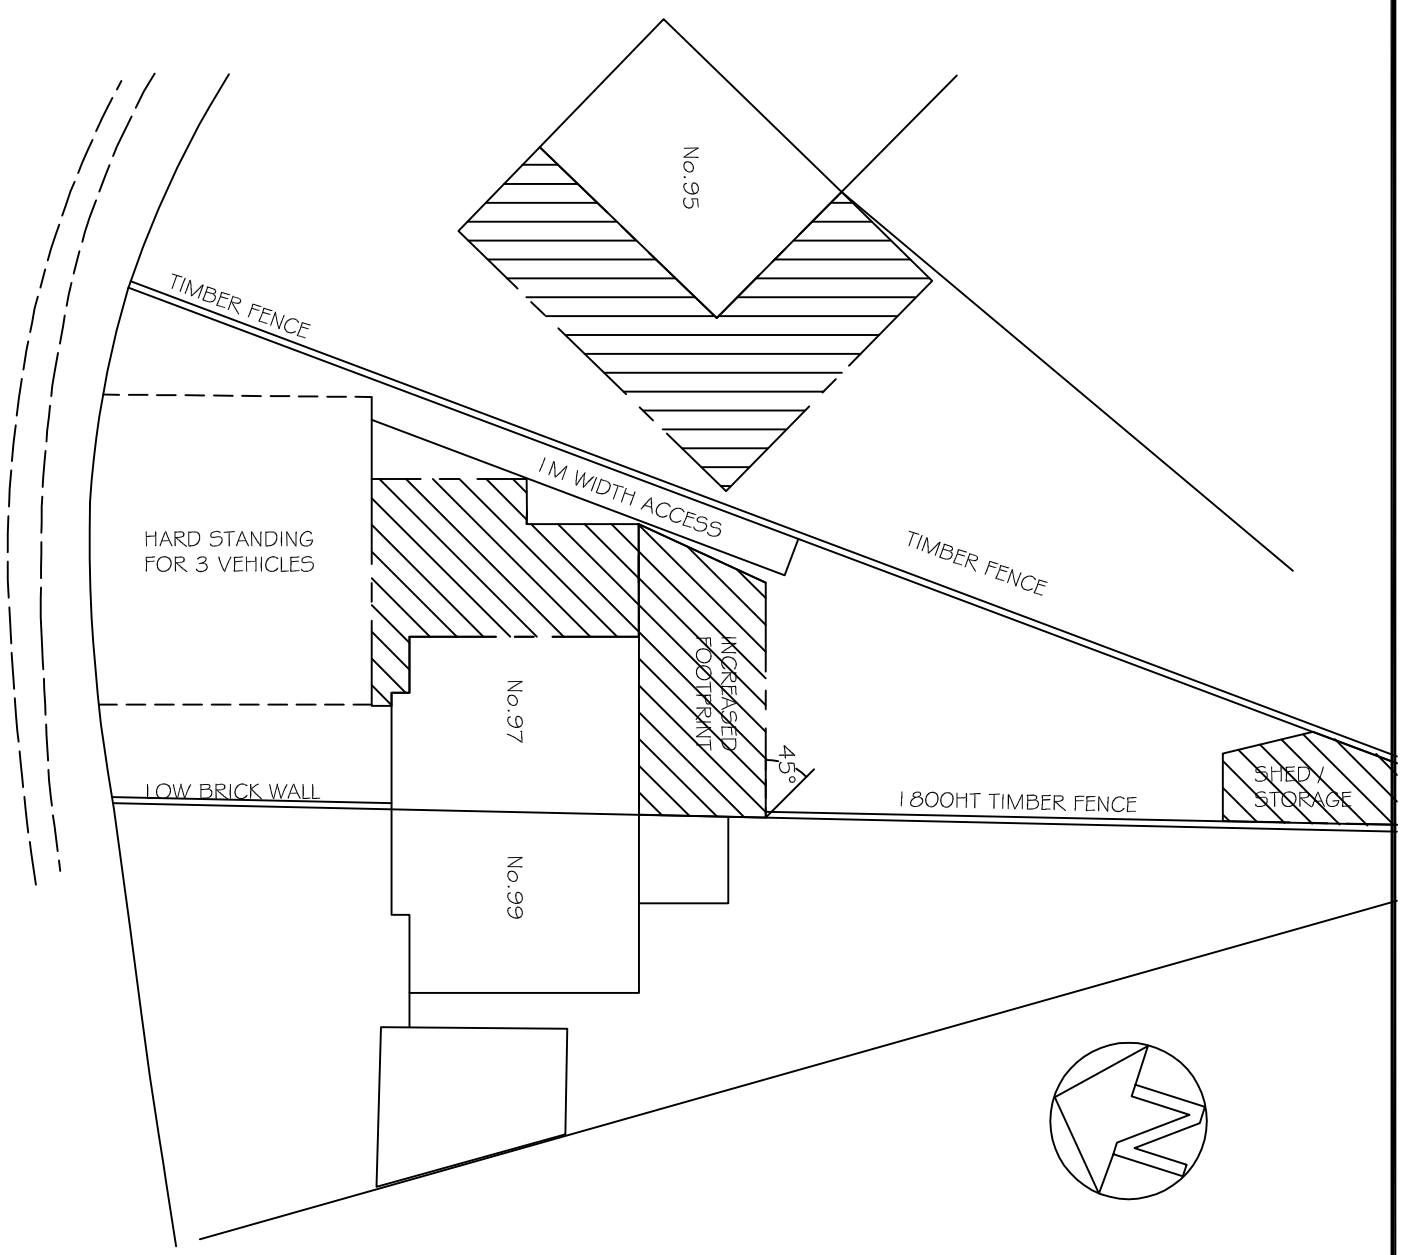 No.95
TIMBER FENCE
1M WIDTH ACCESS
HARD STANDING
FOR 3 VEHICLES
TIMBER FENCE
INCREASED
FOOTPRINT
No.97
45°
SHED/
STORAGE
LOW BRICK WALL
1800HT TIMBER FENCE
No.99
N